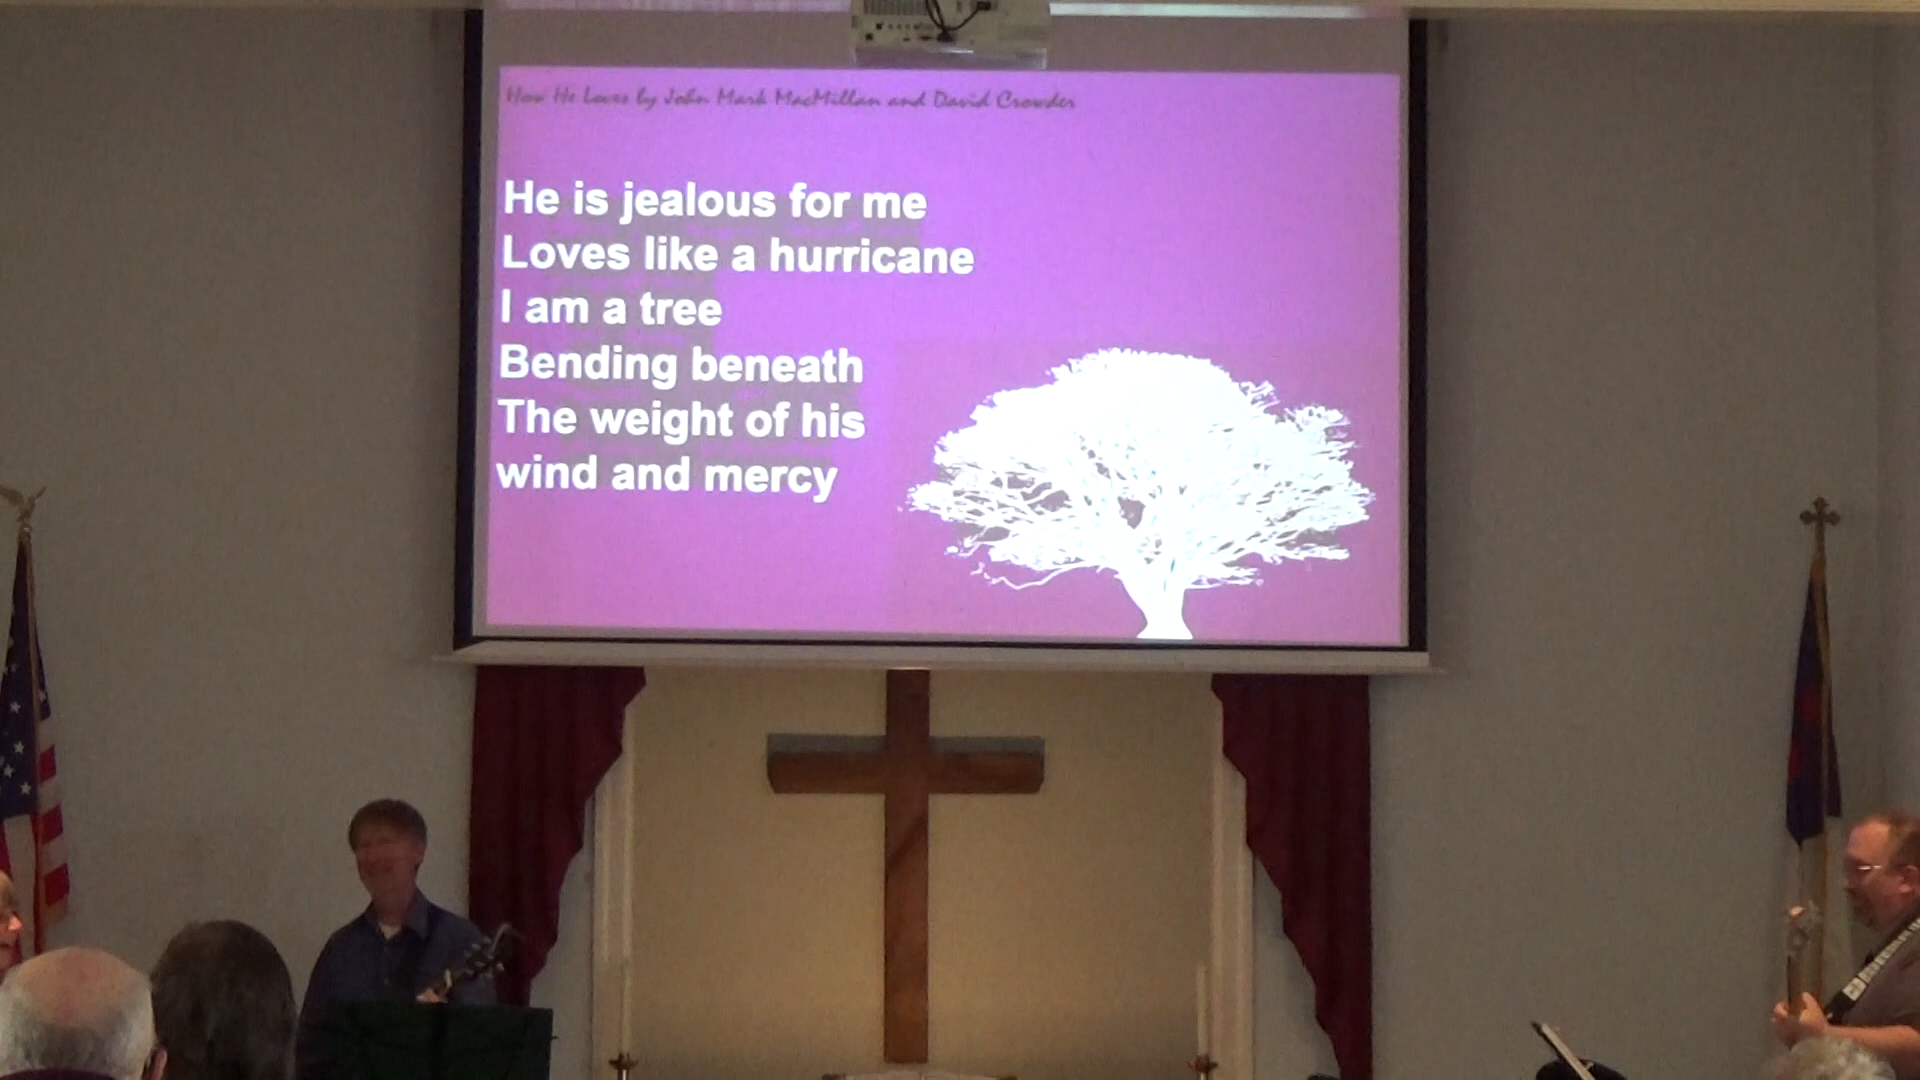 How He Loves by John Mark MacMillan and David Crowder
He is jealous for me
Loves like a hurricane
I am a tree
Bending beneath
The weight of his
wind and mercy